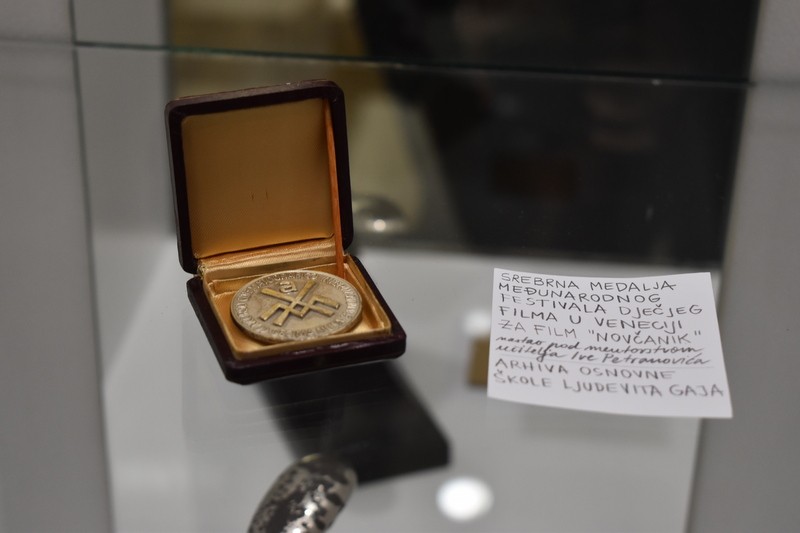 SREBRNA MEDALJA
MEĐUNARODNOG
FESTIVALA DJEČJEG
FILMA U VENECIJI
ZA FILM "NOVČANIK"
nastao pod mentorstvom
učitelja Ive Petranovića
ARHIVA OSNOVNE
ŠKOLE LJUDEVITA GAJA